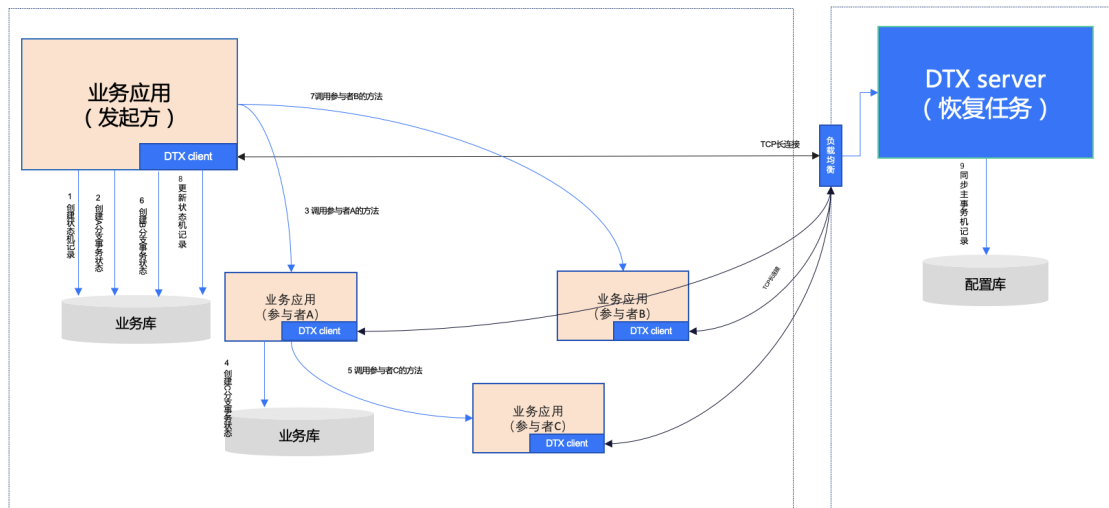 业务应用
（发起方）
DTX client
7调用参与者B的方法
TCP长连接
负载均衡
DTX server
（恢复任务）
1 创建状态机记录
2 创建A分支事务状态
6 创建B分支事务状态
8 更新状态机记录
3 调用参与者A的方法
9 同步主事务机记录
业务库
业务应用
（参与者A）
DTX client
业务应用
（参与者B）
DTX client
TCP长连接
配置库
4 创建C分支事务状态
5 调用参与者C的方法
业务库
业务应用
（参与者C）
DTX client